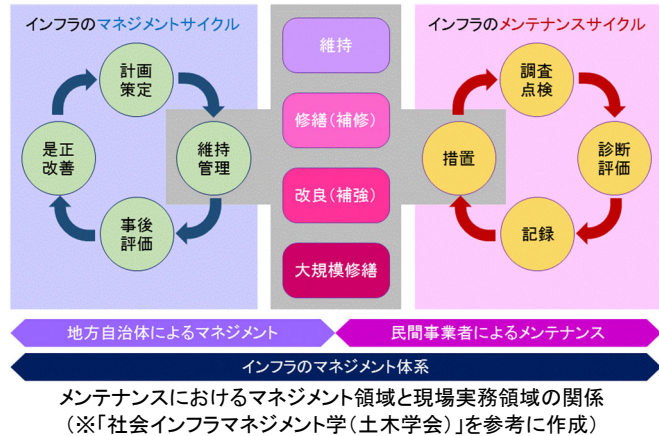 インフラのマネジメントサイクル
計画
策定
維持
管理
事後
評価
是正
改善
維持
修繕(補修)
改良(補強)
大規模修繕
インフラのメンテナンスサイクル
調査
点検
診断
評価
記録
措置
地方自治体によるマネジメント
民間事業者によるメンテナンス
インフラのマネジメント体系
メンテナンスにおけるマネジメント領域と現場実務領域の関係
(※「社会インフラマネジメント学(土木学会)」を参考に作成)